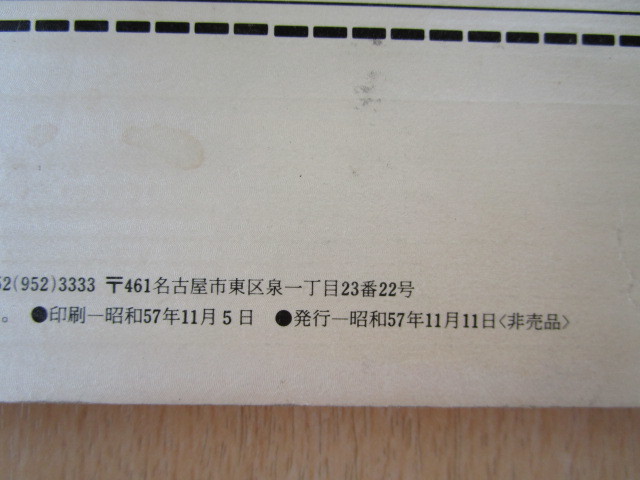 52(952)3333 〒461名古屋市東区泉一丁目23番22号
。 ●印刷―昭和57年11月5日 ●発行―昭和57年11月11日〈非売品〉